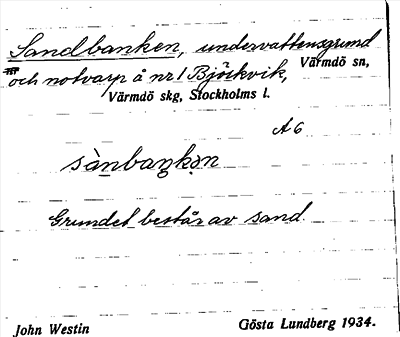 Sandbanken, undervattensgrund
och notvarp å nr 1 Björkvik, Värmdö sn,
Värmdö skg, Stockholms l.
A 6
sànbaŋkən
Grundet består av sand.
John Westin
Gösta Lundberg 1934.